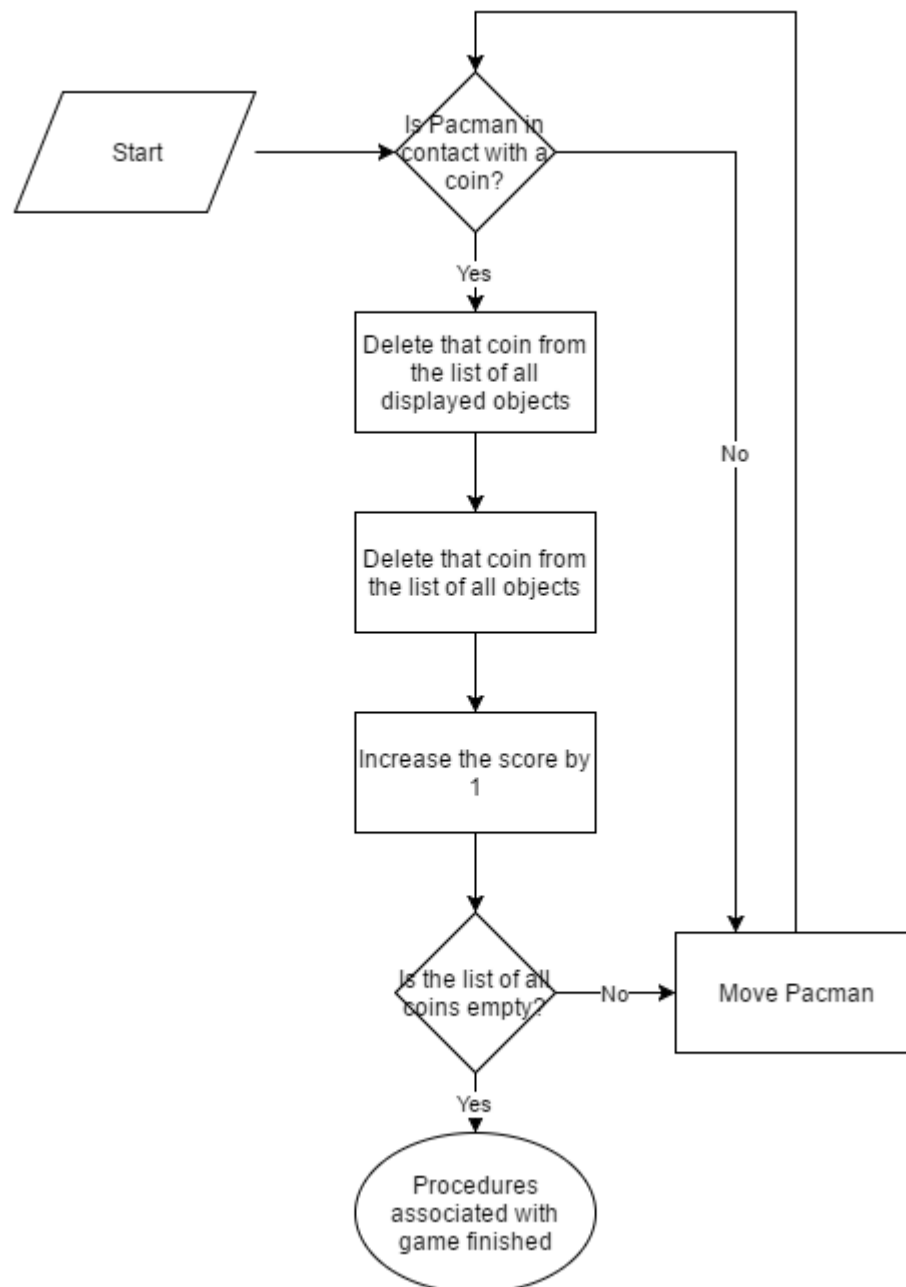 Start
Is Pacman in
contact with a
coin?
Yes
Delete that coin from
the list of all
displayed objects
Delete that coin from
the list of all objects
No
Increase the score by
1
Is the list of all
coins empty?
No
Move Pacman
Yes
Procedures
associated with
game finished